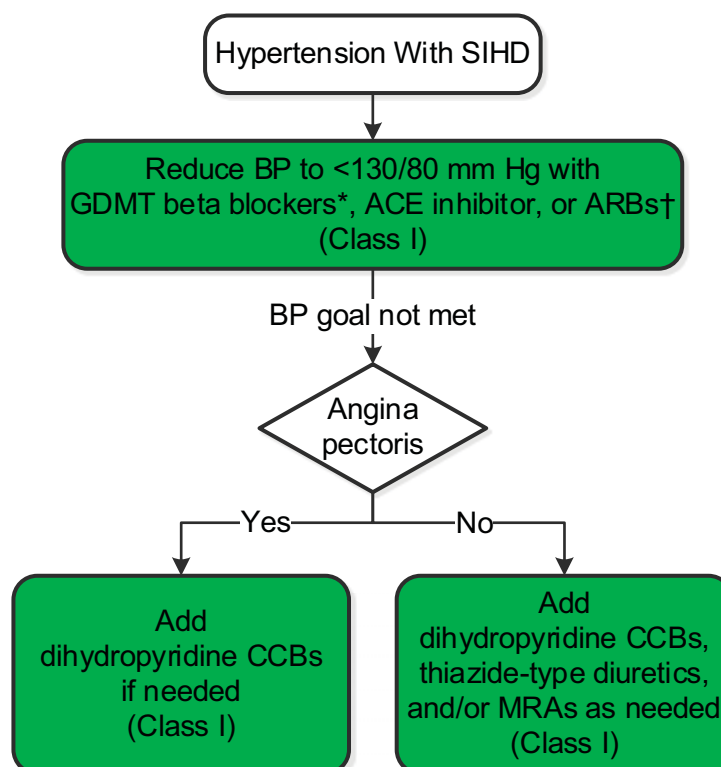 Hypertension With SIHD
Reduce BP to <130/80 mm Hg with
GDMT beta blockers*, ACE inhibitor, or ARBs†
(Class I)
BP goal not met
Angina
pectoris
Yes
No
Add
dihydropyridine CCBs
if needed
(Class I)
Add
dihydropyridine CCBs,
thiazide-type diuretics,
and/or MRAs as needed
(Class I)